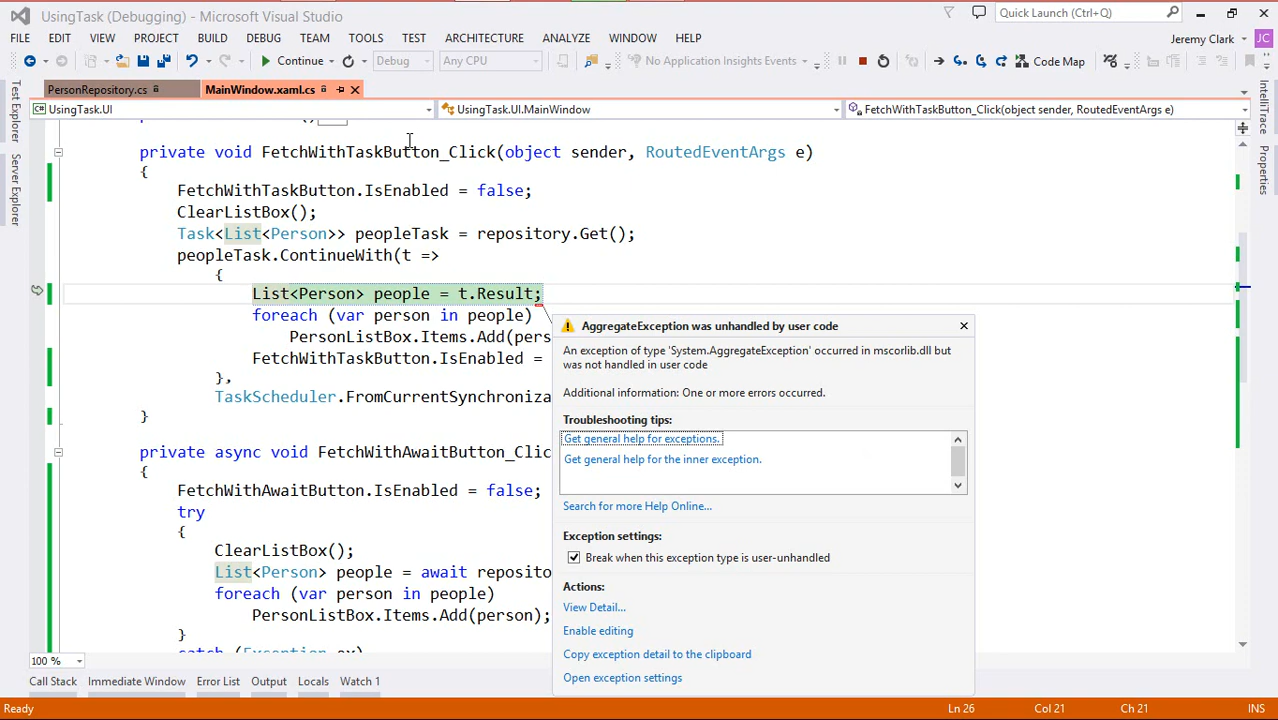 UsingTask (Debugging) - Microsoft Visual Studio
Quick Launch (Ctrl+Q)
FILE EDIT VIEW PROJECT BUILD DEBUG TEAM TOOLS TEST ARCHITECTURE ANALYZE WINDOW HELP
Jeremy Clark JC
Continue Debug Any CPU No Application Insights Events Code Map
PersonRepository.cs MainWindow.xaml.cs
UsingTask.UI UsingTask.UI.MainWindow FetchWithTaskButton_Click(object sender, RoutedEventArgs e)
Test Explorer
Server Explorer
IntelliTrace
Properties
private void FetchWithTaskButton_Click(object sender, RoutedEventArgs e)
{
FetchWithTaskButton.IsEnabled = false;
ClearListBox();
Task<List<Person>> peopleTask = repository.Get();
peopleTask.ContinueWith(t =>
{
List<Person> people = t.Result;
foreach (var person in people)
PersonListBox.Items.Add(pers
FetchWithTaskButton.IsEnabled =
},
TaskScheduler.FromCurrentSynchroniza
}
private async void FetchWithAwaitButton_Clic
{
FetchWithAwaitButton.IsEnabled = false;
try
{
ClearListBox();
List<Person> people = await reposito
foreach (var person in people)
PersonListBox.Items.Add(person);
}
catch (Exception ex)
AggregateException was unhandled by user code
An exception of type 'System.AggregateException' occurred in mscorlib.dll but
was not handled in user code
Additional information: One or more errors occurred.
Troubleshooting tips:
Get general help for exceptions.
Get general help for the inner exception.
Search for more Help Online...
Exception settings:
Break when this exception type is user-unhandled
Actions:
View Detail...
Enable editing
Copy exception detail to the clipboard
Open exception settings
100 %
Call Stack Immediate Window Error List Output Locals Watch 1
Ready Ln 26 Col 21 Ch 21 INS